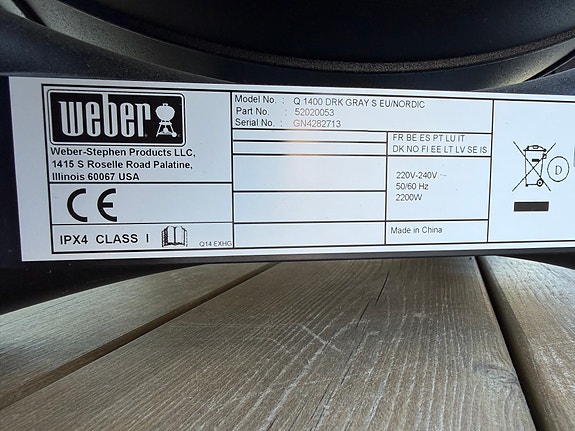 weber
Weber-Stephen Products LLC,
1415 S Roselle Road Palatine,
Illinois 60067 USA
CE
IPX4 CLASS I
Q14 EXHG
Model No. : Q 1400 DRK GRAY S EU/NORDIC
Part No. : 52020053
Serial No. : GN4282713
FR BE ES PT LU IT
DK NO FI EE LT LV SE IS
220V-240V ~
50/60 Hz
2200W
Made in China
D